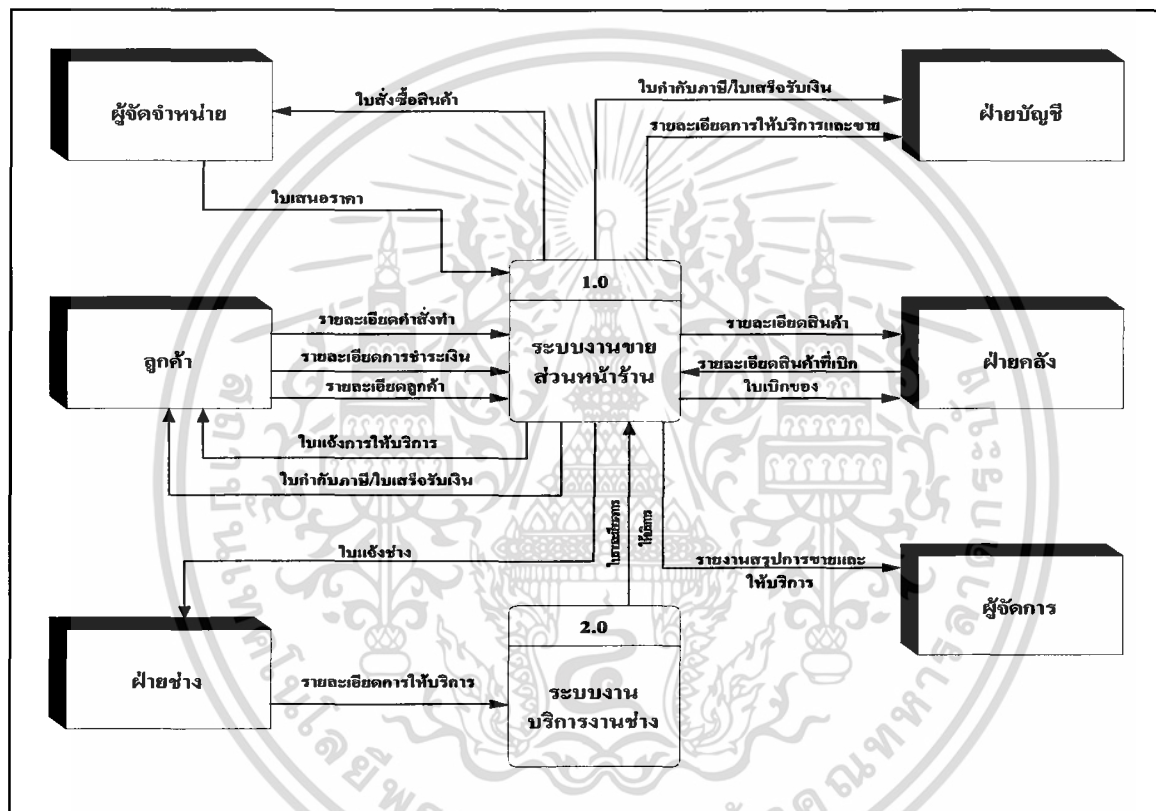 ผู้จัดจำหน่าย
ใบสั่งซื้อสินค้า
ใบกำกับภาษี/ใบเสร็จรับเงิน
รายละเอียดการให้บริการและขาย
ฝ่ายบัญชี
ใบเสนอราคา
1.0
ระบบงานขาย
ส่วนหน้าร้าน
ลูกค้า
รายละเอียดคำสั่งทำ
รายละเอียดการชำระเงิน
รายละเอียดลูกค้า
รายละเอียดสินค้า
รายละเอียดสินค้าที่เบิก
ใบเบิกของ
ฝ่ายคลัง
ใบแจ้งการให้บริการ
ใบกำกับภาษี/ใบเสร็จรับเงิน
ให้บริการ
ใบแจ้งช่าง
รายงานสรุปการขายและ
ให้บริการ
ผู้จัดการ
ฝ่ายช่าง
รายละเอียดการให้บริการ
2.0
ระบบงาน
บริการงานช่าง